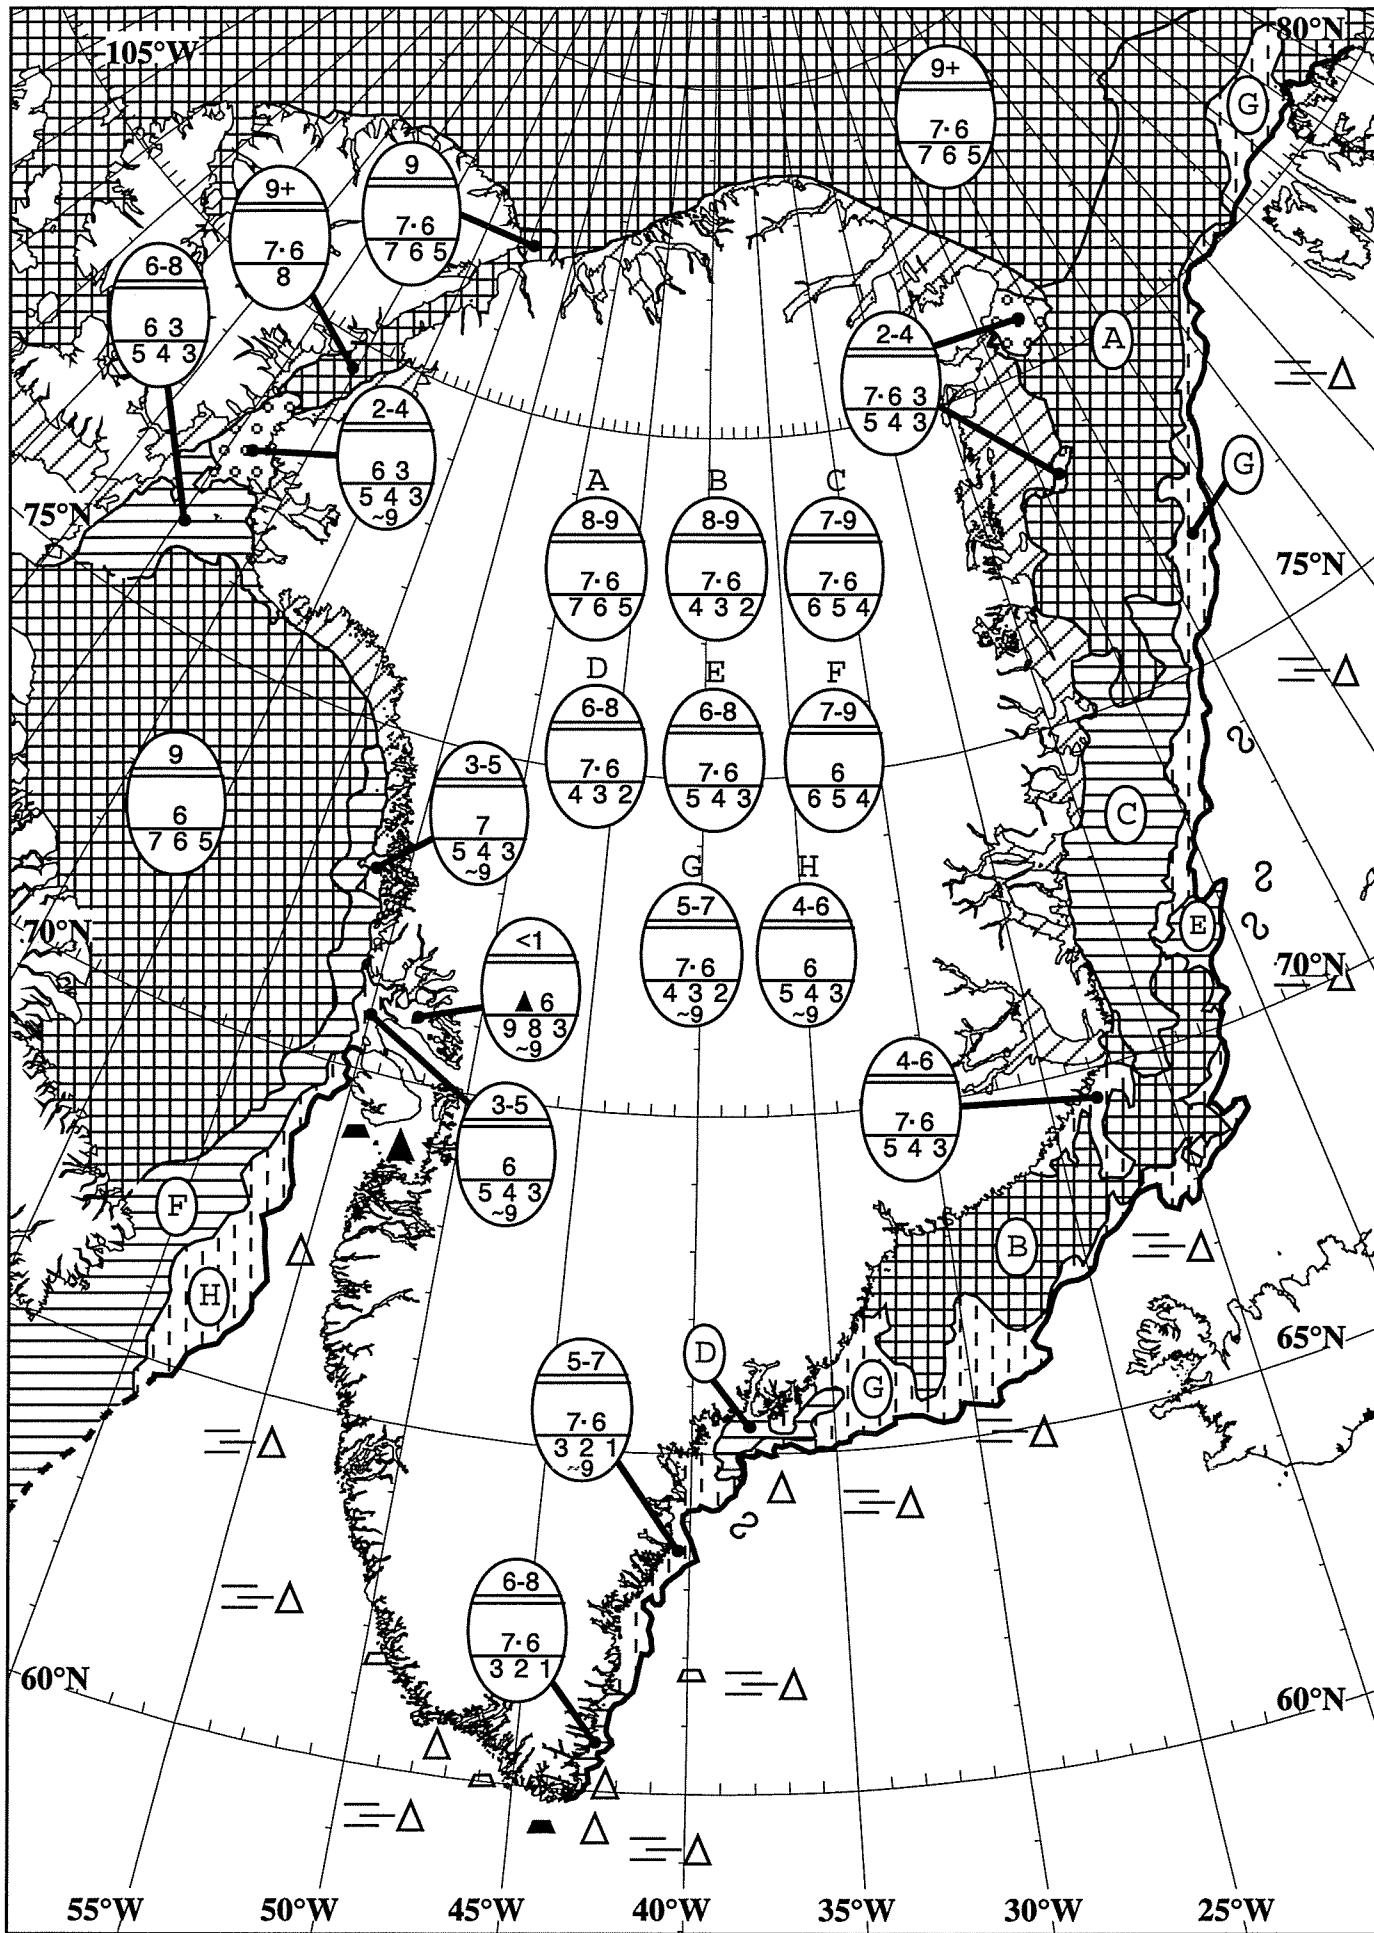 105°W
80°N
9+
7·6
7 6 5
G
9
7·6
7 6 5
9+
7·6
8
6-8
6 3
5 4 3
A
2-4
7·6 3
5 4 3
2-4
6 3
5 4 3
~9
G
75°N
75°N
A
8-9
7·6
7 6 5
B
8-9
7·6
4 3 2
C
7-9
7·6
6 5 4
D
6-8
7·6
4 3 2
E
6-8
7·6
5 4 3
F
7-9
6
6 5 4
9
6
7 6 5
3-5
7
5 4 3
~9
C
G
5-7
7·6
4 3 2
~9
H
4-6
6
5 4 3
~9
70°N
E
70°N
<1
▲ 6
9 8 3
~9
4-6
7·6
5 4 3
3-5
6
5 4 3
~9
F
B
H
65°N
D
G
5-7
7·6
3 2 1
~9
6-8
7·6
3 2 1
60°N
60°N
55°W
50°W
45°W
40°W
35°W
30°W
25°W